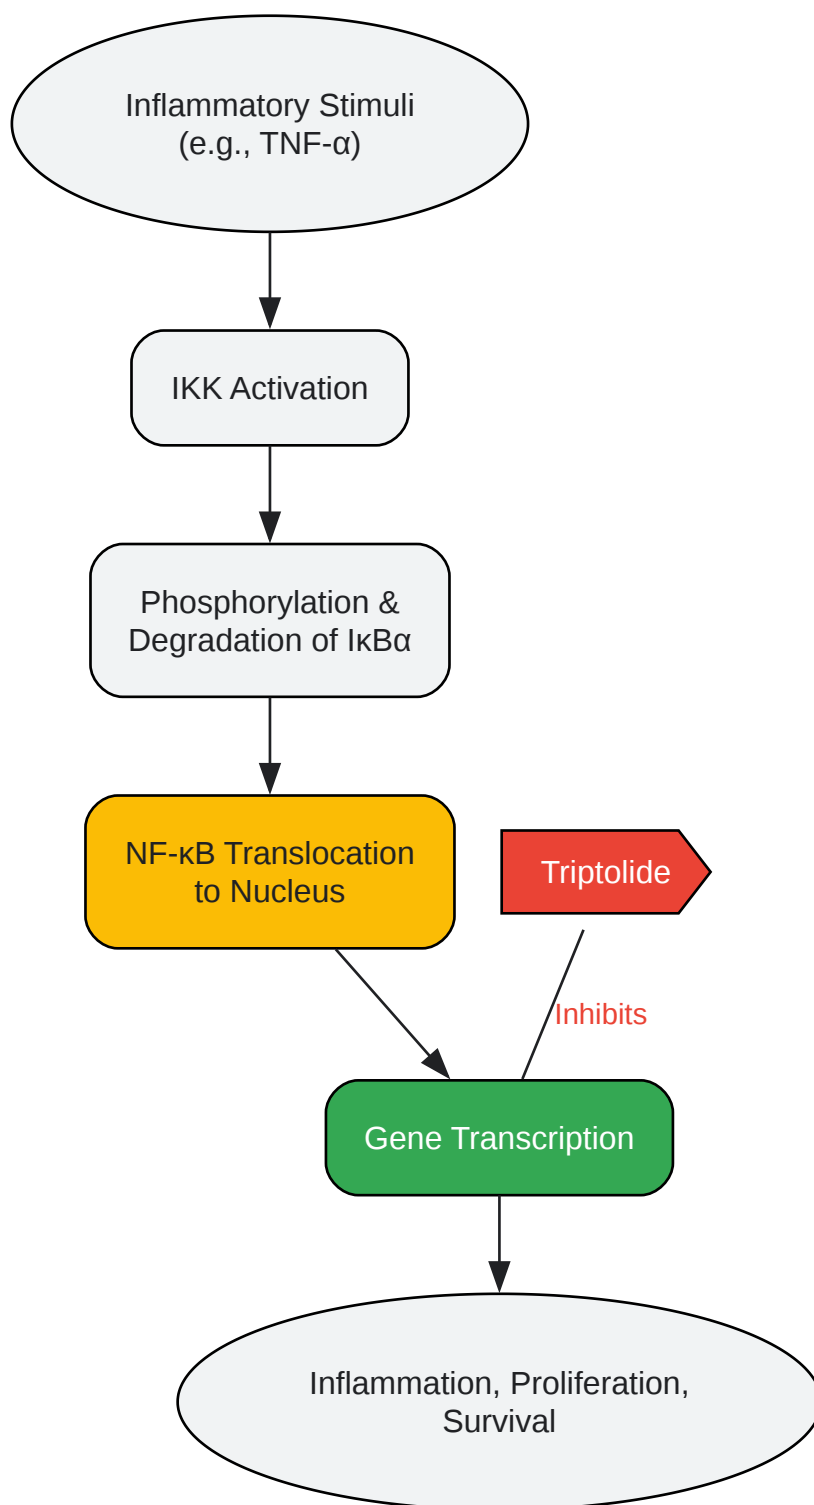 Inflammatory Stimuli
(e.g., TNF-α)
IKK Activation
Phosphorylation &
Degradation of IκBα
NF-κB Translocation
to Nucleus
Triptolide
Inhibits
Gene Transcription
Inflammation, Proliferation,
Survival